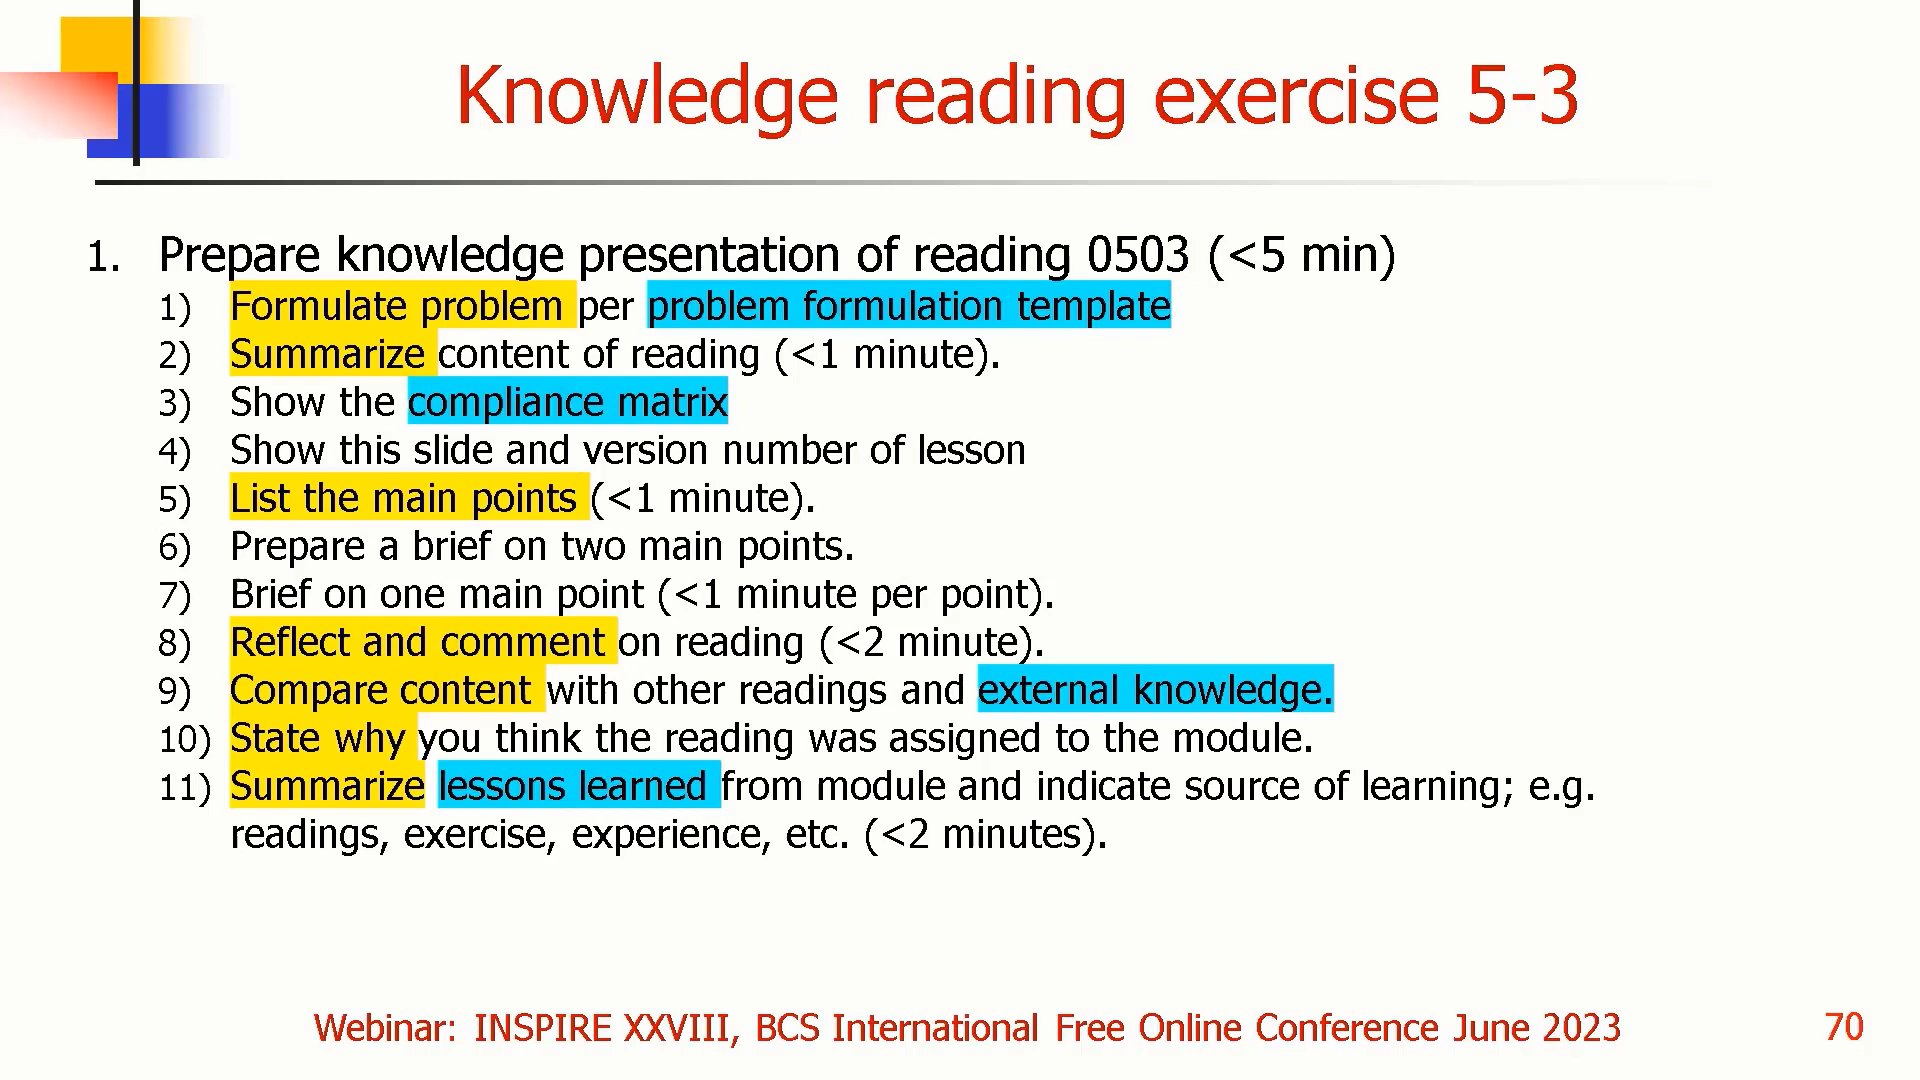 Knowledge reading exercise 5-3
1. Prepare knowledge presentation of reading 0503 (<5 min)
1) Formulate problem per problem formulation template
2) Summarize content of reading (<1 minute).
3) Show the compliance matrix
4) Show this slide and version number of lesson
5) List the main points (<1 minute).
6) Prepare a brief on two main points.
7) Brief on one main point (<1 minute per point).
8) Reflect and comment on reading (<2 minute).
9) Compare content with other readings and external knowledge.
10) State why you think the reading was assigned to the module.
11) Summarize lessons learned from module and indicate source of learning; e.g.
readings, exercise, experience, etc. (<2 minutes).
Webinar: INSPIRE XXVIII, BCS International Free Online Conference June 2023
70